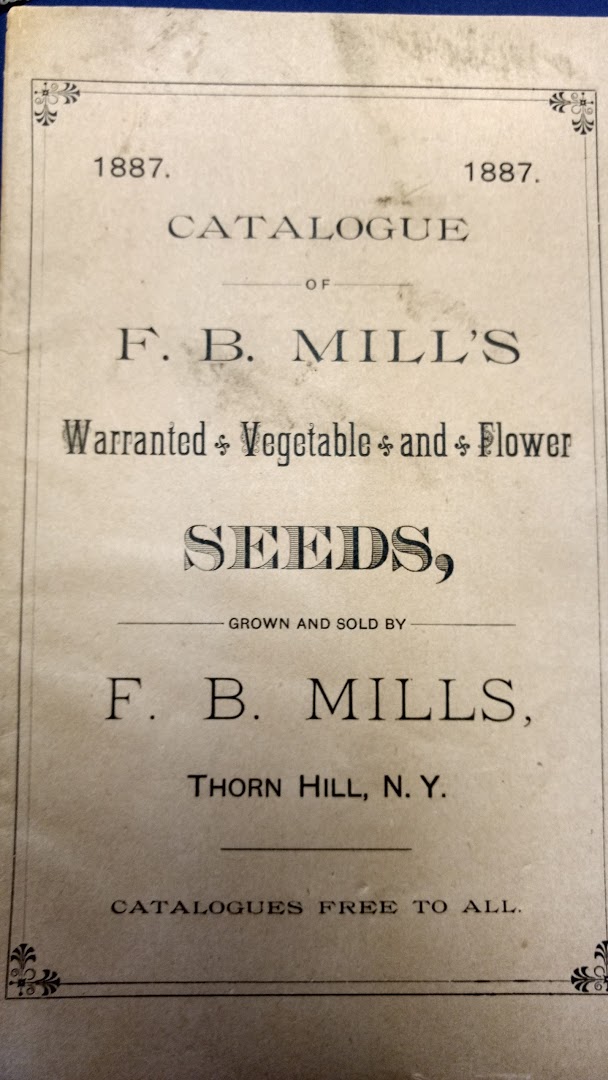 1887. 1887.
CATALOGUE
OF
F. B. MILL'S
Warranted Vegetable and Flower
SEEDS,
GROWN AND SOLD BY
F. B. MILLS,
THORN HILL, N. Y.
CATALOGUES FREE TO ALL.